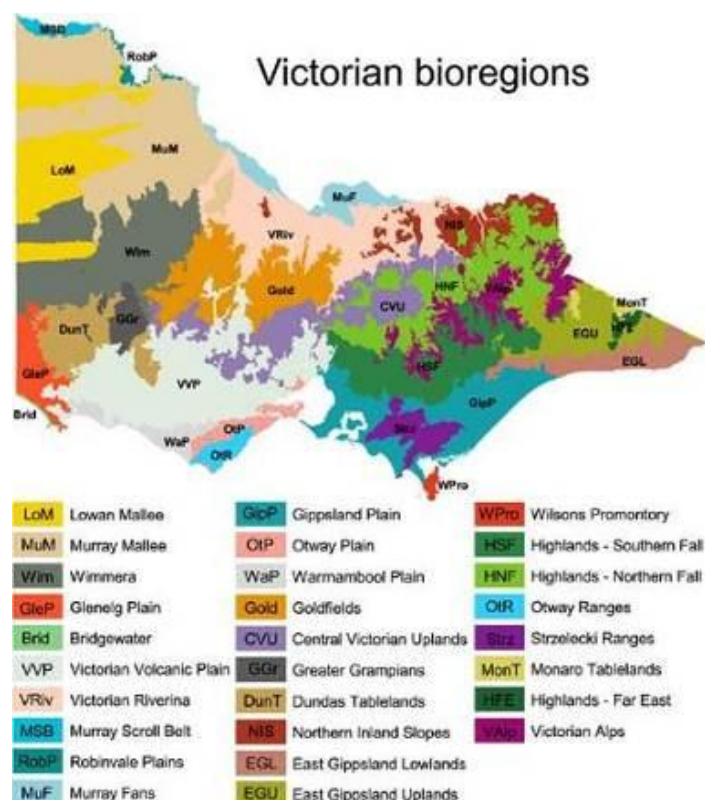 Victorian bioregions
MSB
RobP
MuM
LoM
MuF
VRiv
NIS
Wim
Gold
CVU
HNF
VAlp
MonT
DunT
GGr
EGU
HFE
EGL
GleP
VVP
HSF
GipP
Brid
WaP
OtP
OtR
Strz
WPro
LoM Lowan Mallee
MuM Murray Mallee
Wim Wimmera
GleP Glenelg Plain
Brid Bridgewater
VVP Victorian Volcanic Plain
VRiv Victorian Riverina
MSB Murray Scroll Belt
RobP Robinvale Plains
MuF Murray Fans
GipP Gippsland Plain
OtP Otway Plain
WaP Warrnambool Plain
Gold Goldfields
CVU Central Victorian Uplands
GGr Greater Grampians
DunT Dundas Tablelands
NIS Northern Inland Slopes
EGL East Gippsland Lowlands
EGU East Gippsland Uplands
WPro Wilsons Promontory
HSF Highlands - Southern Fall
HNF Highlands - Northern Fall
OtR Otway Ranges
Strz Strzelecki Ranges
MonT Monaro Tablelands
HFE Highlands - Far East
VAlp Victorian Alps